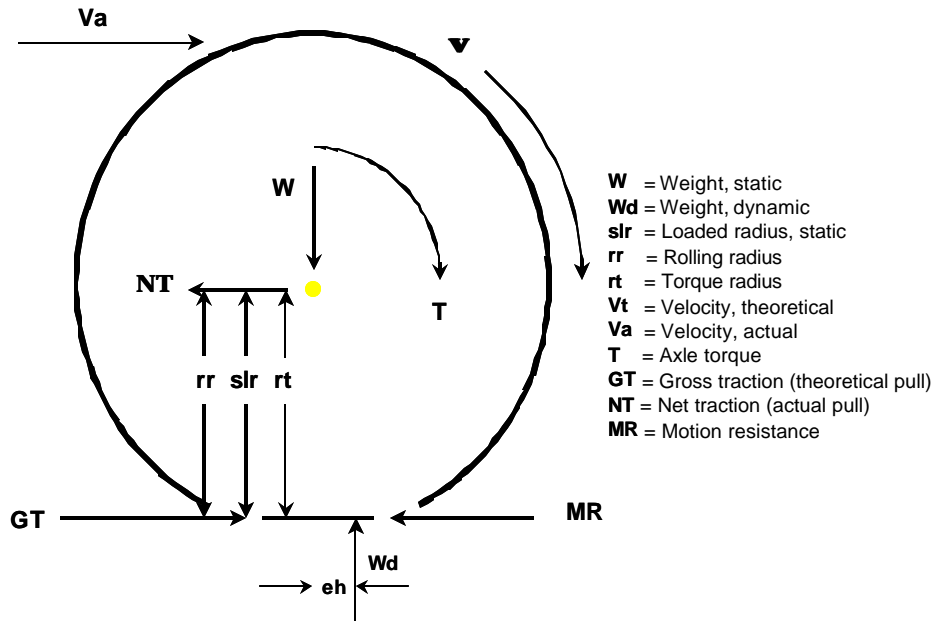 Va
V
W
NT
T
rr slr rt
GT
MR
Wd
eh
W = Weight, static
Wd = Weight, dynamic
slr = Loaded radius, static
rr = Rolling radius
rt = Torque radius
Vt = Velocity, theoretical
Va = Velocity, actual
T = Axle torque
GT = Gross traction (theoretical pull)
NT = Net traction (actual pull)
MR = Motion resistance